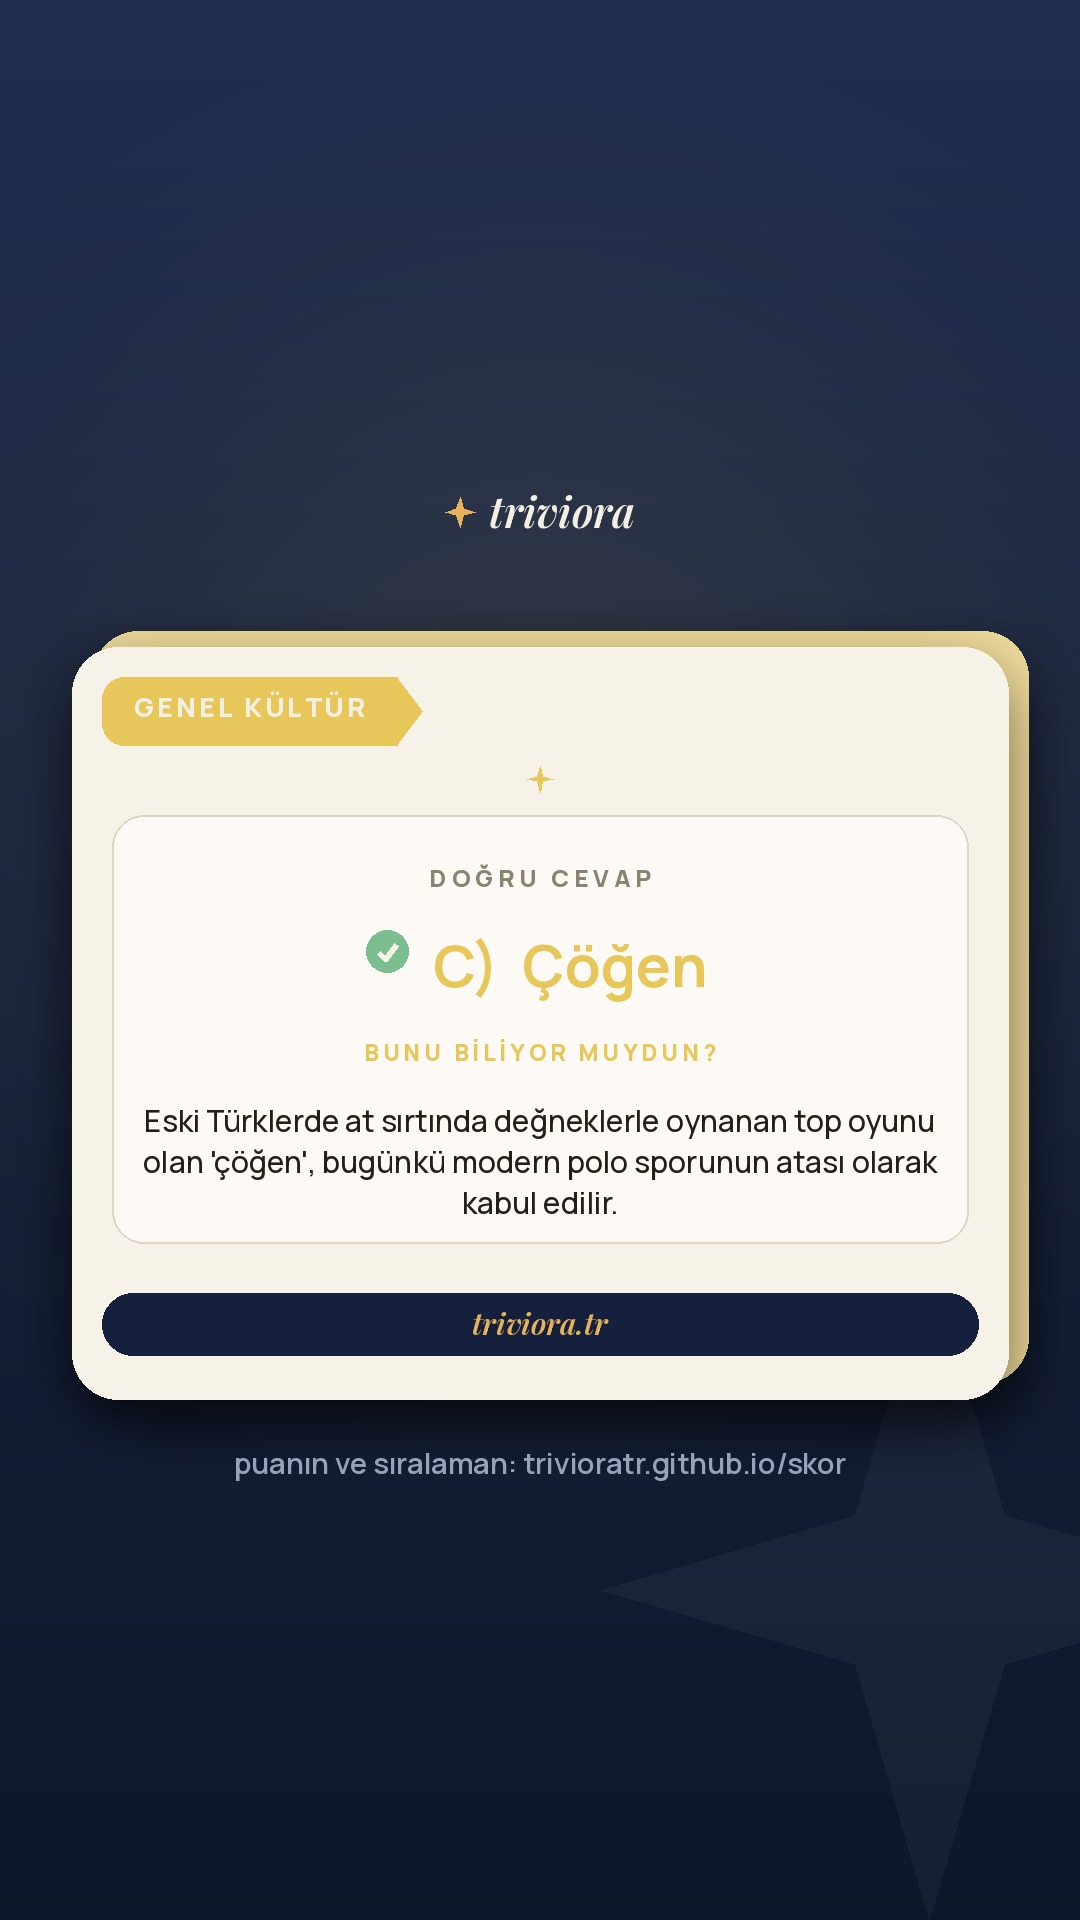 triviora
GENEL KÜLTÜR
DOĞRU CEVAP
C) Çöğen
BUNU BİLİYOR MUYDUN?
Eski Türklerde at sırtında değneklerle oynanan top oyunu
olan 'çöğen', bugünkü modern polo sporunun atası olarak
kabul edilir.
triviora.tr
puanın ve sıralaman: trivioratr.github.io/skor